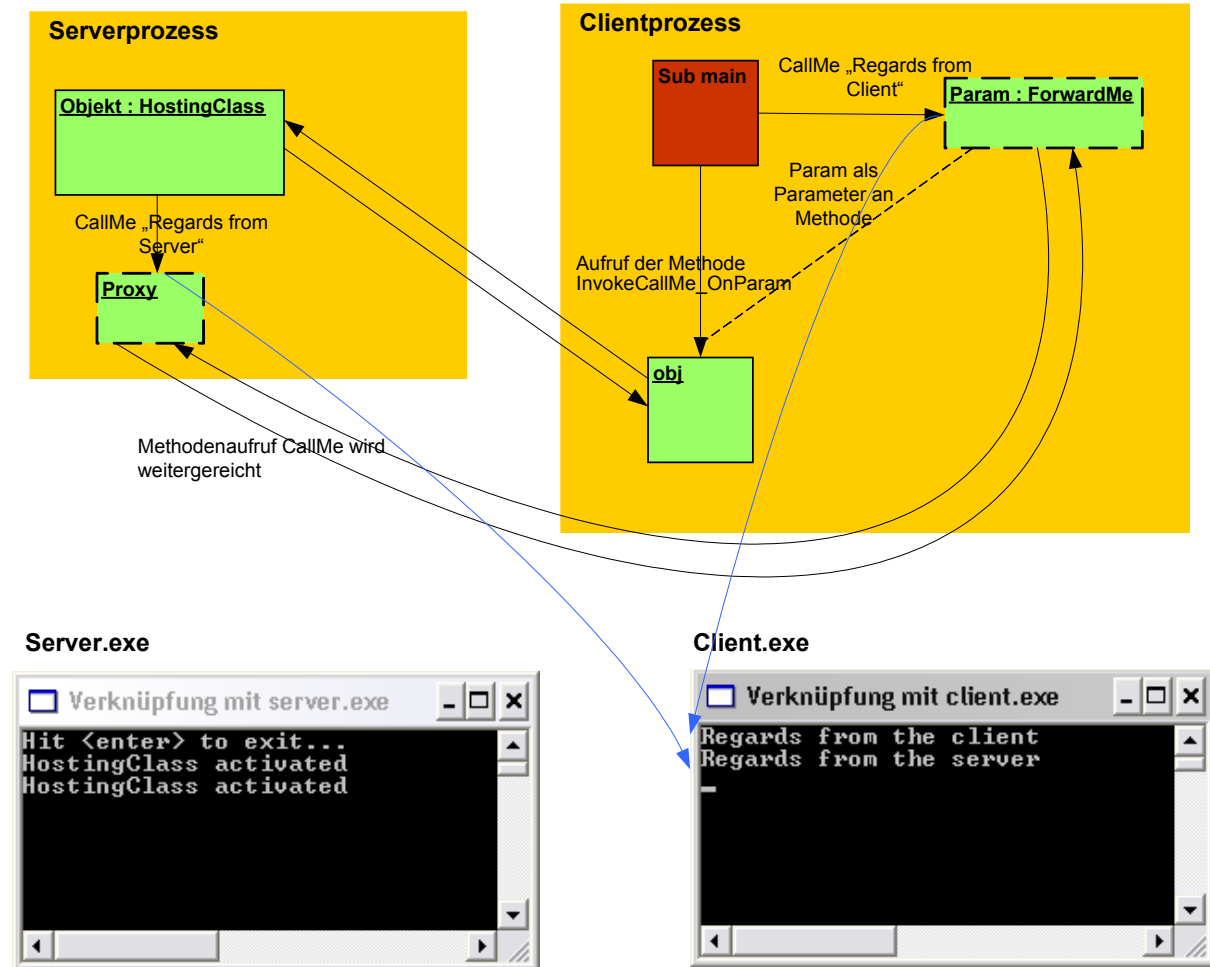 Serverprozess
Objekt : HostingClass
CallMe „Regards from
Server“
Proxy
Methodenaufruf CallMe wird
weitergereicht
Clientprozess
Sub main
CallMe „Regards from
Client“
Param : ForwardMe
Param als
Parameter an
Methode
Aufruf der Methode
InvokeCallMe_OnParam
obj
Server.exe
Verknüpfung mit server.exe
Hit <enter> to exit...
HostingClass activated
HostingClass activated
Client.exe
Verknüpfung mit client.exe
Regards from the client
Regards from the server